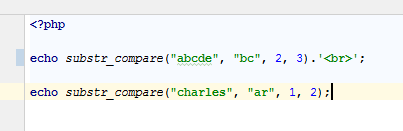 <?php
echo substr_compare("abcde", "bc", 2, 3).'<br>';
echo substr_compare("charles", "ar", 1, 2);